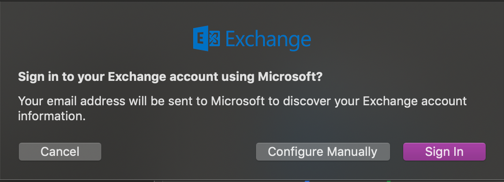 Exchange
Sign in to your Exchange account using Microsoft?
Your email address will be sent to Microsoft to discover your Exchange account
information.
Cancel
Configure Manually
Sign In